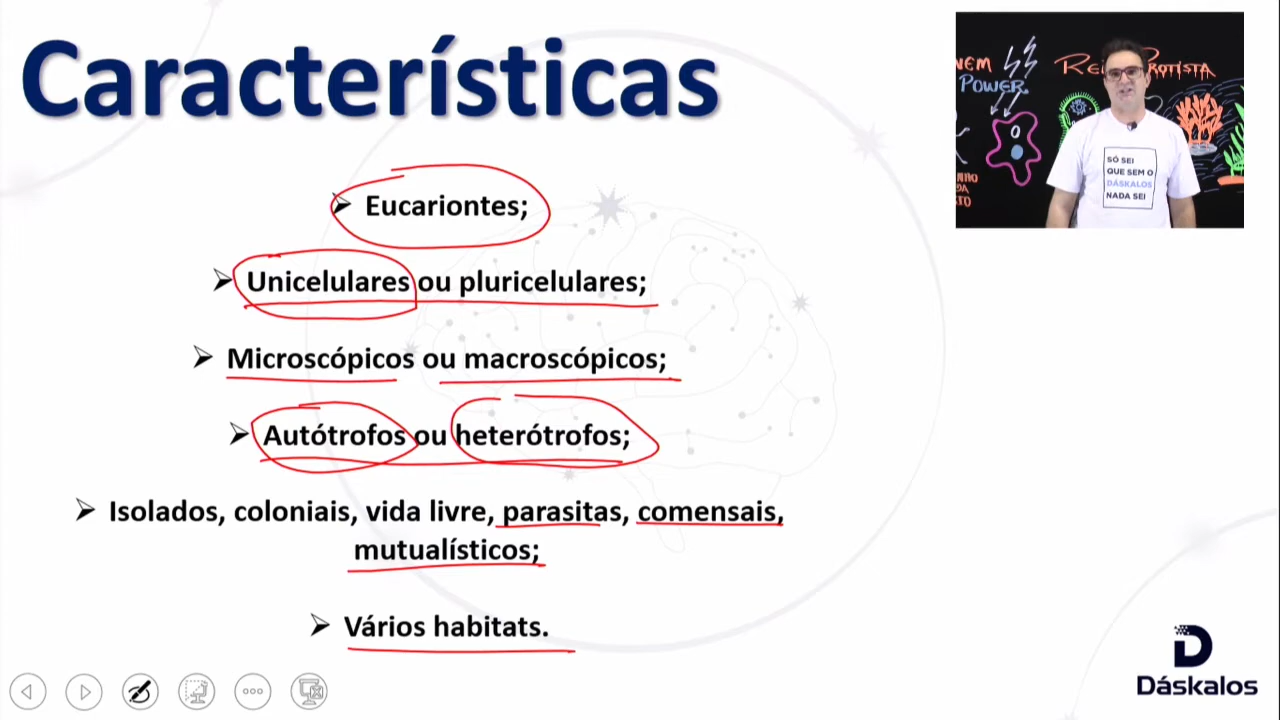 Características
Eucariontes;
Unicelulares ou pluricelulares;
Microscópicos ou macroscópicos;
Autótrofos ou heterótrofos;
Isolados, coloniais, vida livre, parasitas, comensais,
mutualísticos;
Vários habitats.
POWER
SÓ SEI
QUE SEM O
DÁSKALOS
NADA SEI
Dáskalos